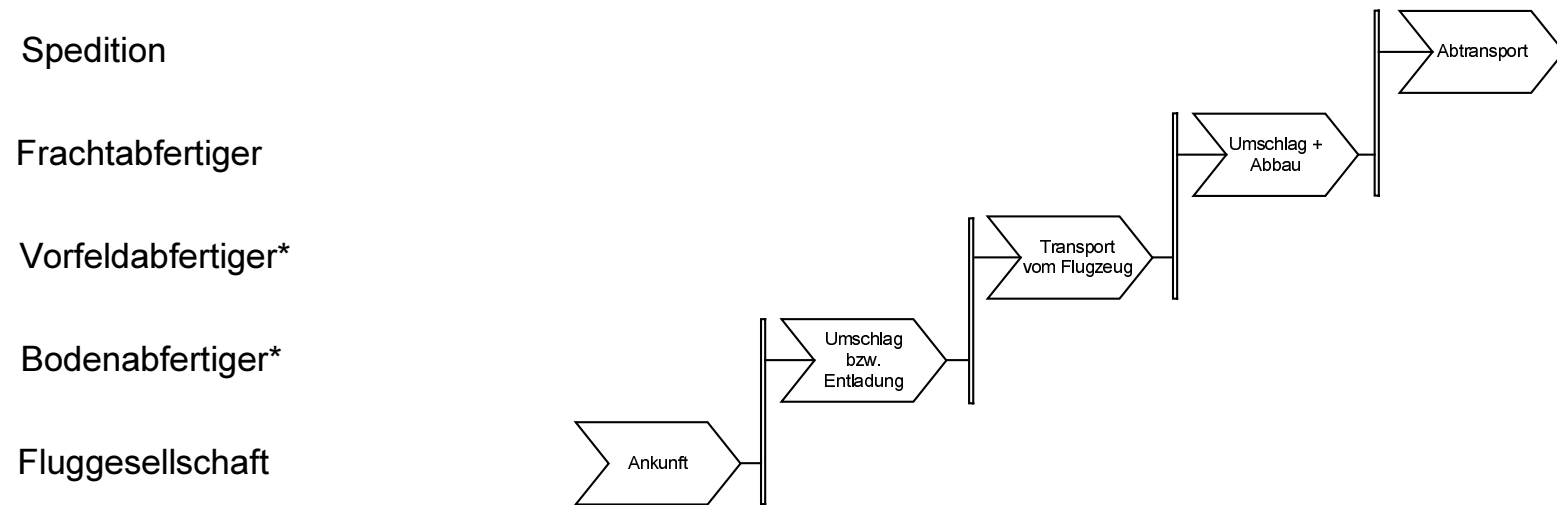 Spedition
Abtransport
Frachtabfertiger
Umschlag +
Abbau
Vorfeldabfertiger*
Transport
vom Flugzeug
Bodenabfertiger*
Umschlag
bzw.
Entladung
Fluggesellschaft
Ankunft